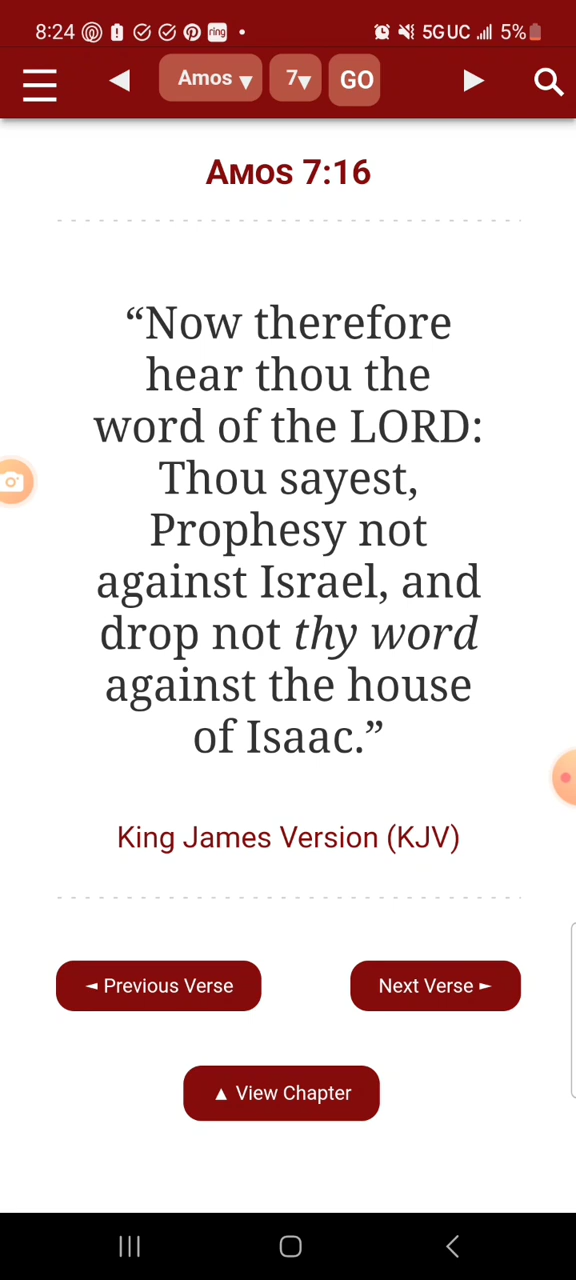 8:24 ring 5GUC 5%
Amos 7 GO
AMOS 7:16
“Now therefore
hear thou the
word of the LORD:
Thou sayest,
Prophesy not
against Israel, and
drop not thy word
against the house
of Isaac.”
King James Version (KJV)
◄ Previous Verse Next Verse ►
▲ View Chapter